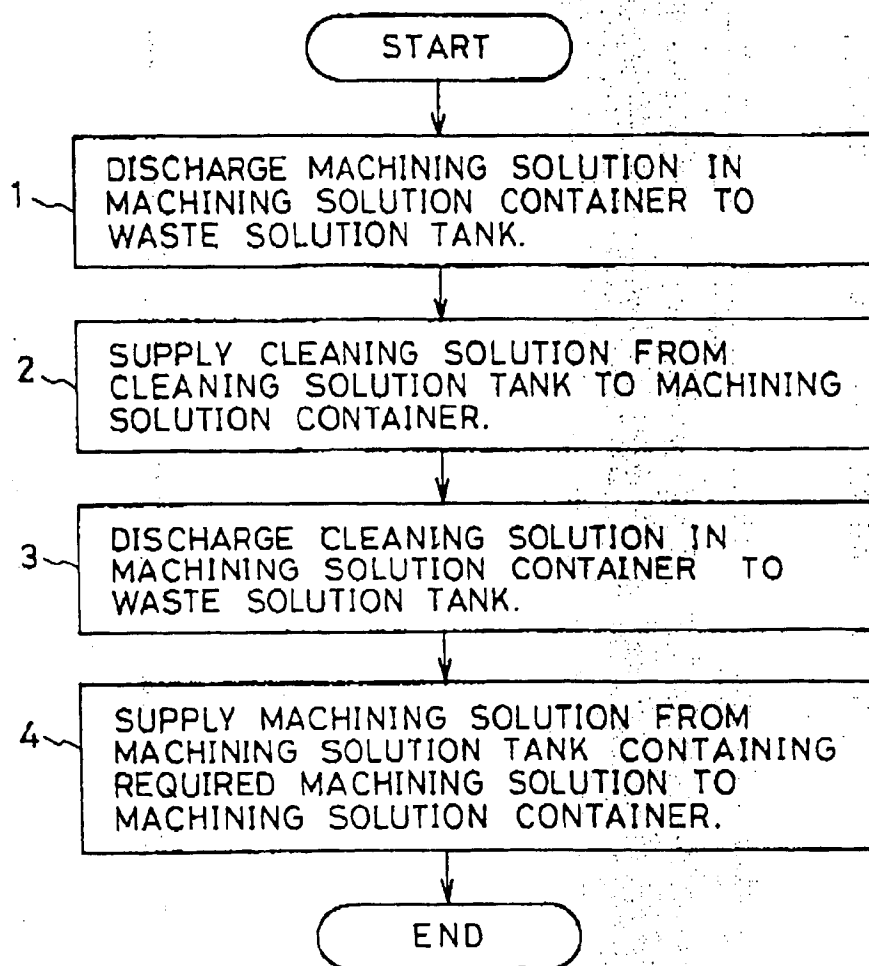 START
1
DISCHARGE MACHINING SOLUTION IN
MACHINING SOLUTION CONTAINER TO
WASTE SOLUTION TANK.
2
SUPPLY CLEANING SOLUTION FROM
CLEANING SOLUTION TANK TO MACHINING
SOLUTION CONTAINER.
3
DISCHARGE CLEANING SOLUTION IN
MACHINING SOLUTION CONTAINER TO
WASTE SOLUTION TANK.
4
SUPPLY MACHINING SOLUTION FROM
MACHINING SOLUTION TANK CONTAINING
REQUIRED MACHINING SOLUTION TO
MACHINING SOLUTION CONTAINER.
END